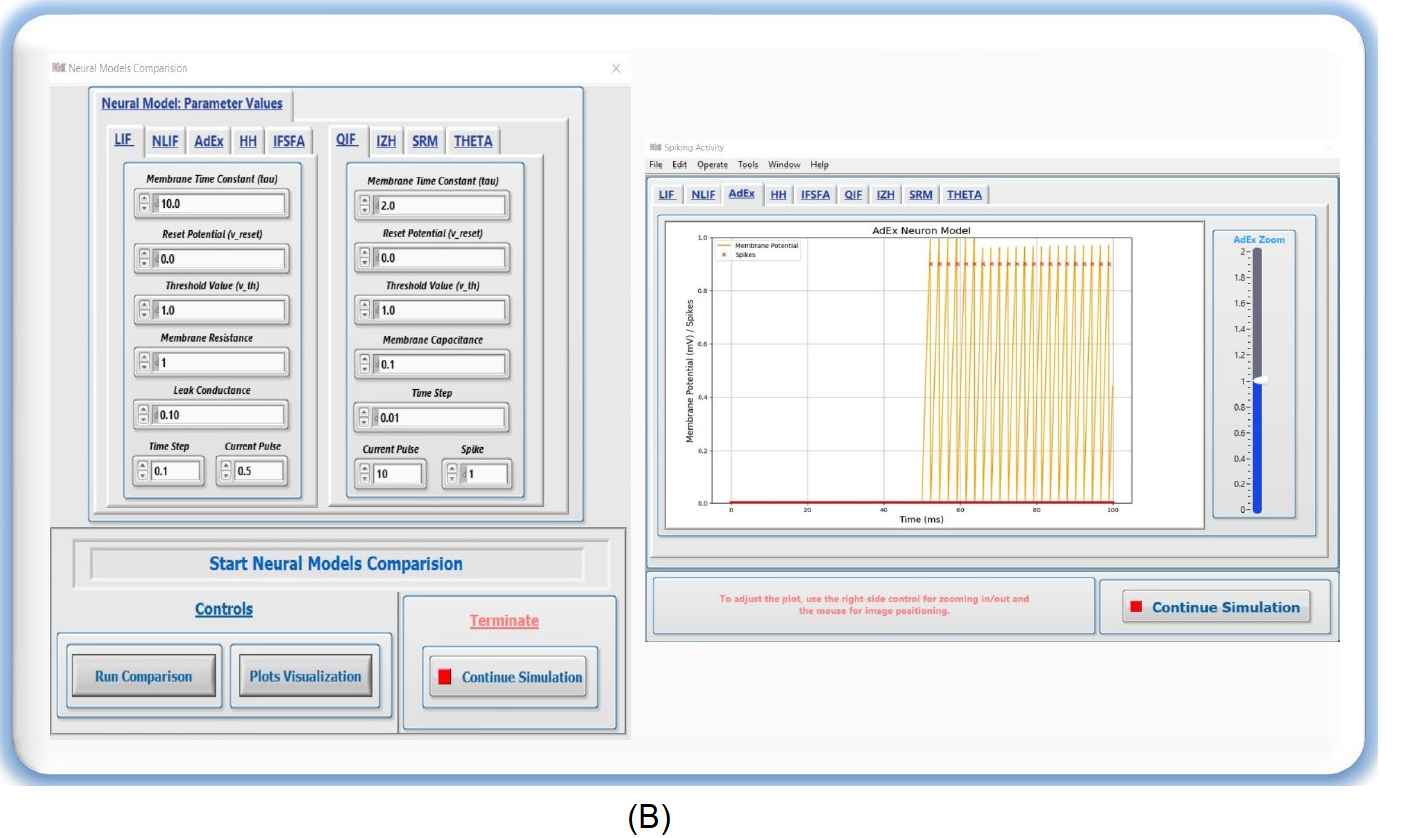 Neural Models Comparision
Neural Model: Parameter Values
LIF NLIF AdEx HH IFSFA
Membrane Time Constant (tau)
10.0
Reset Potential (v_reset)
0.0
Threshold Value (v_th)
1.0
Membrane Resistance
1
Leak Conductance
0.10
Time Step Current Pulse
0.1 0.5
QIF IZH SRM THETA
Membrane Time Constant (tau)
2.0
Reset Potential (v_reset)
0.0
Threshold Value (v_th)
1.0
Membrane Capacitance
0.1
Time Step
0.01
Current Pulse Spike
10 1
Start Neural Models Comparision
Controls
Run Comparison Plots Visualization
Terminate
Continue Simulation
Spiking Activity
File Edit Operate Tools Window Help
LIF NLIF AdEx HH IFSFA QIF IZH SRM THETA
AdEx Neuron Model
Membrane Potential
Spikes
Membrane Potential (mV) / Spikes
1.0
0.8
0.6
0.4
0.2
0.0
0 20 40 60 80 100
Time (ms)
AdEx Zoom
2
1.8
1.6
1.4
1.2
1
0.8
0.6
0.4
0.2
0
To adjust the plot, use the right-side control for zooming in/out and
the mouse for image positioning.
Continue Simulation
(B)